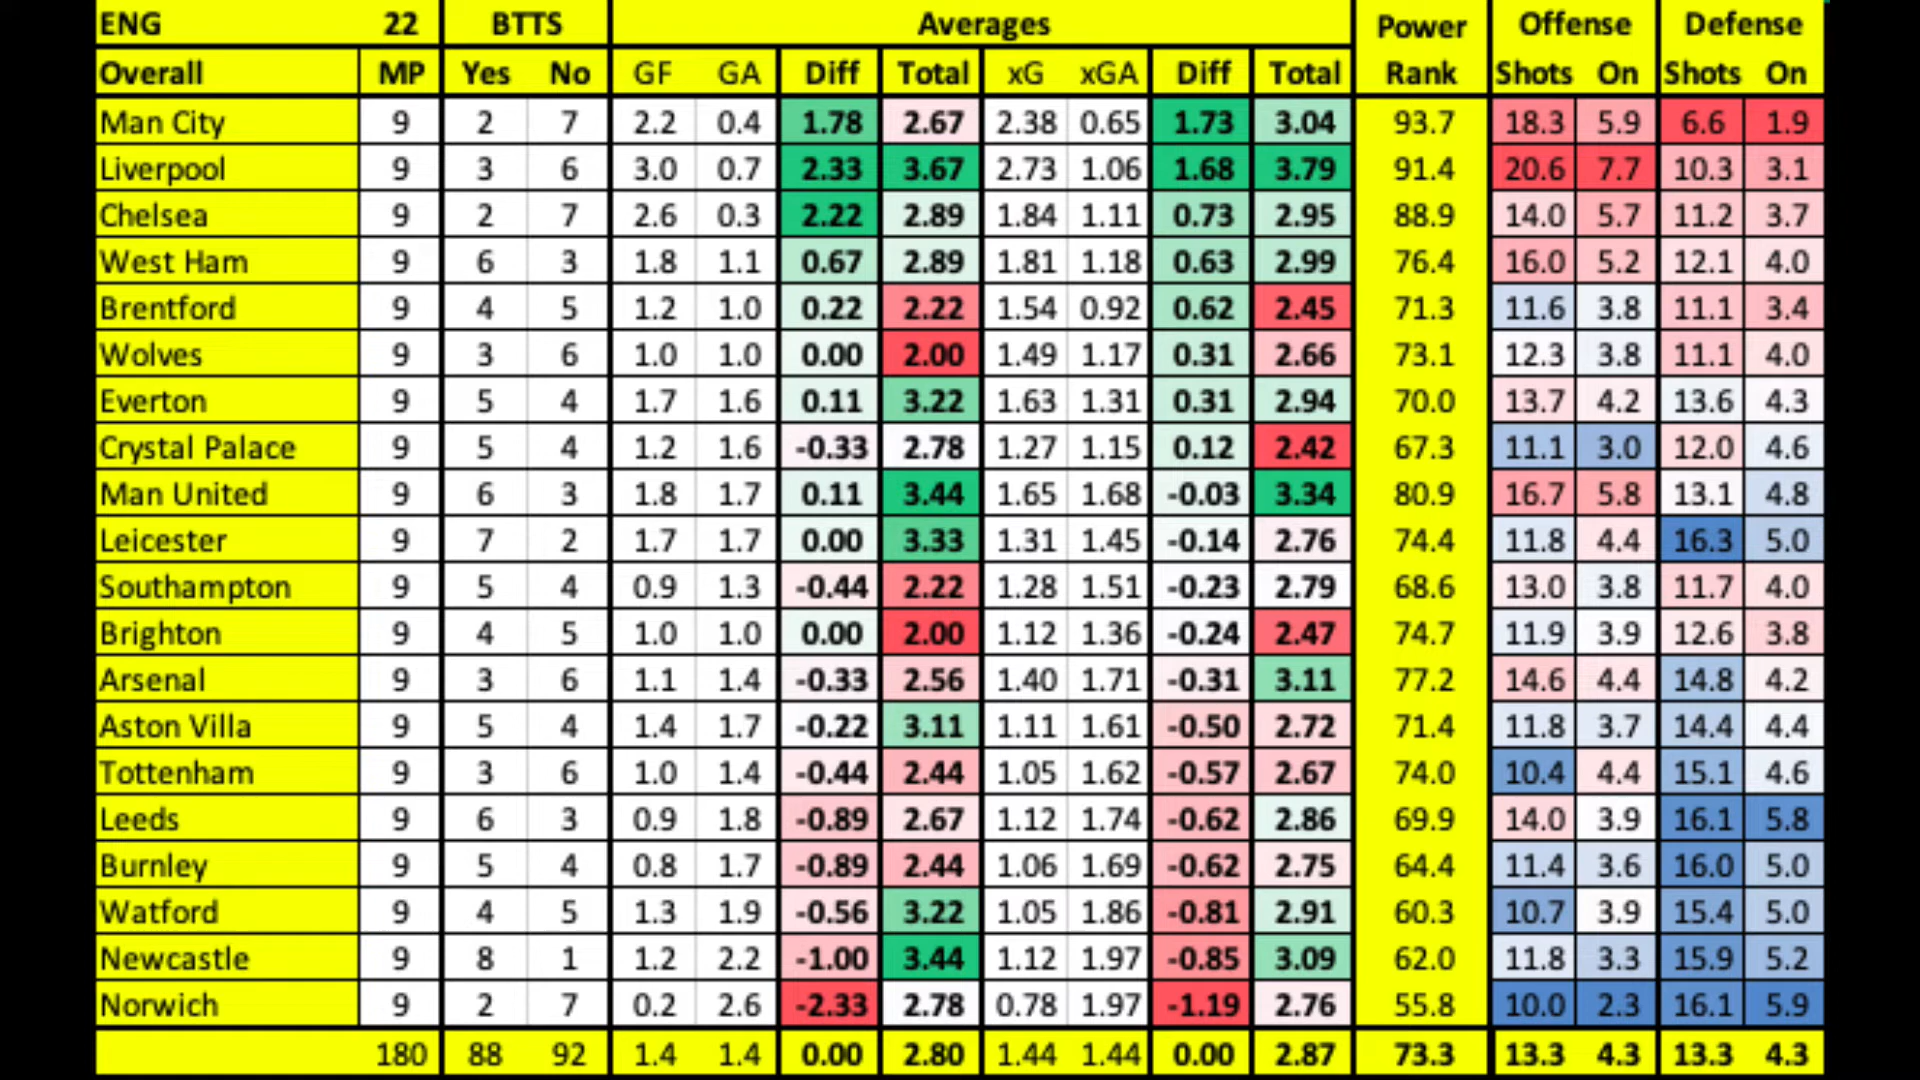 ENG 22 BTTS Averages Power Offense Defense
Overall MP Yes No GF GA Diff Total xG xGA Diff Total Rank Shots On Shots On
Man City 9 2 7 2.2 0.4 1.78 2.67 2.38 0.65 1.73 3.04 93.7 18.3 5.9 6.6 1.9
Liverpool 9 3 6 3.0 0.7 2.33 3.67 2.73 1.06 1.68 3.79 91.4 20.6 7.7 10.3 3.1
Chelsea 9 2 7 2.6 0.3 2.22 2.89 1.84 1.11 0.73 2.95 88.9 14.0 5.7 11.2 3.7
West Ham 9 6 3 1.8 1.1 0.67 2.89 1.81 1.18 0.63 2.99 76.4 16.0 5.2 12.1 4.0
Brentford 9 4 5 1.2 1.0 0.22 2.22 1.54 0.92 0.62 2.45 71.3 11.6 3.8 11.1 3.4
Wolves 9 3 6 1.0 1.0 0.00 2.00 1.49 1.17 0.31 2.66 73.1 12.3 3.8 11.1 4.0
Everton 9 5 4 1.7 1.6 0.11 3.22 1.63 1.31 0.31 2.94 70.0 13.7 4.2 13.6 4.3
Crystal Palace 9 5 4 1.2 1.6 -0.33 2.78 1.27 1.15 0.12 2.42 67.3 11.1 3.0 12.0 4.6
Man United 9 6 3 1.8 1.7 0.11 3.44 1.65 1.68 -0.03 3.34 80.9 16.7 5.8 13.1 4.8
Leicester 9 7 2 1.7 1.7 0.00 3.33 1.31 1.45 -0.14 2.76 74.4 11.8 4.4 16.3 5.0
Southampton 9 5 4 0.9 1.3 -0.44 2.22 1.28 1.51 -0.23 2.79 68.6 13.0 3.8 11.7 4.0
Brighton 9 4 5 1.0 1.0 0.00 2.00 1.12 1.36 -0.24 2.47 74.7 11.9 3.9 12.6 3.8
Arsenal 9 3 6 1.1 1.4 -0.33 2.56 1.40 1.71 -0.31 3.11 77.2 14.6 4.4 14.8 4.2
Aston Villa 9 5 4 1.4 1.7 -0.22 3.11 1.11 1.61 -0.50 2.72 71.4 11.8 3.7 14.4 4.4
Tottenham 9 3 6 1.0 1.4 -0.44 2.44 1.05 1.62 -0.57 2.67 74.0 10.4 4.4 15.1 4.6
Leeds 9 6 3 0.9 1.8 -0.89 2.67 1.12 1.74 -0.62 2.86 69.9 14.0 3.9 16.1 5.8
Burnley 9 5 4 0.8 1.7 -0.89 2.44 1.06 1.69 -0.62 2.75 64.4 11.4 3.6 16.0 5.0
Watford 9 4 5 1.3 1.9 -0.56 3.22 1.05 1.86 -0.81 2.91 60.3 10.7 3.9 15.4 5.0
Newcastle 9 8 1 1.2 2.2 -1.00 3.44 1.12 1.97 -0.85 3.09 62.0 11.8 3.3 15.9 5.2
Norwich 9 2 7 0.2 2.6 -2.33 2.78 0.78 1.97 -1.19 2.76 55.8 10.0 2.3 16.1 5.9
180 88 92 1.4 1.4 0.00 2.80 1.44 1.44 0.00 2.87 73.3 13.3 4.3 13.3 4.3